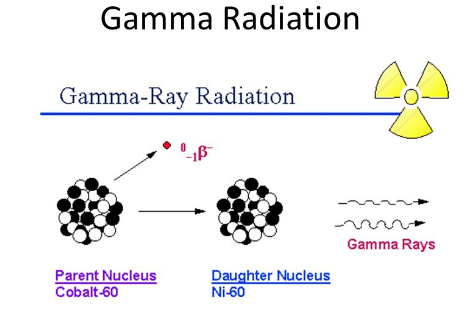 Gamma Radiation
Gamma-Ray Radiation
⁰₋₁β⁻
Gamma Rays
Parent Nucleus
Cobalt-60
Daughter Nucleus
Ni-60